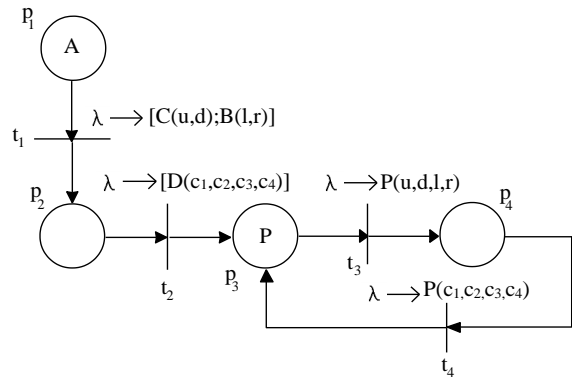 p₁
A
λ → [C(u,d);B(l,r)]
t₁
λ → [D(c₁,c₂,c₃,c₄)]
λ → P(u,d,l,r)
p₂
p₄
P
p₃
t₃
t₂
λ → P(c₁,c₂,c₃,c₄)
t₄